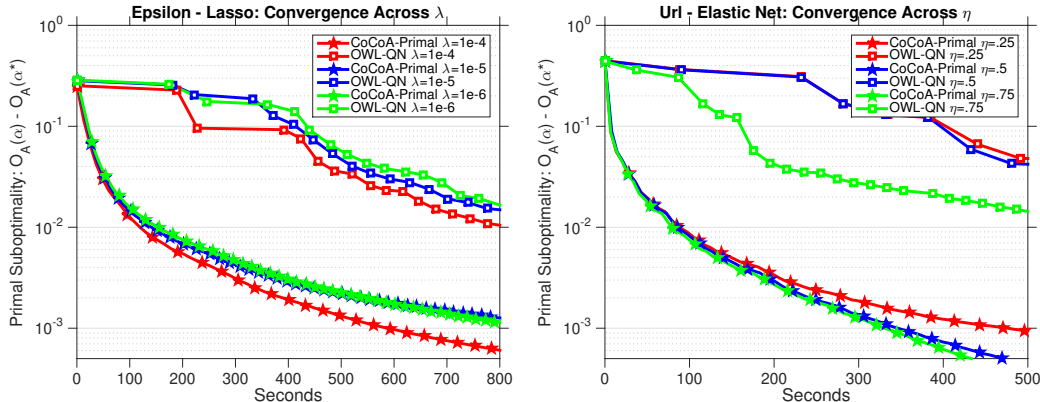 Epsilon - Lasso: Convergence Across λ
Primal Suboptimality: O_A(α) - O_A(α*)
10^0
10^-1
10^-2
10^-3
CoCoA-Primal λ=1e-4
OWL-QN λ=1e-4
CoCoA-Primal λ=1e-5
OWL-QN λ=1e-5
CoCoA-Primal λ=1e-6
OWL-QN λ=1e-6
0 100 200 300 400 500 600 700 800
Seconds
Url - Elastic Net: Convergence Across η
Primal Suboptimality: O_A(α) - O_A(α*)
10^0
10^-1
10^-2
10^-3
CoCoA-Primal η=.25
OWL-QN η=.25
CoCoA-Primal η=.5
OWL-QN η=.5
CoCoA-Primal η=.75
OWL-QN η=.75
0 100 200 300 400 500
Seconds